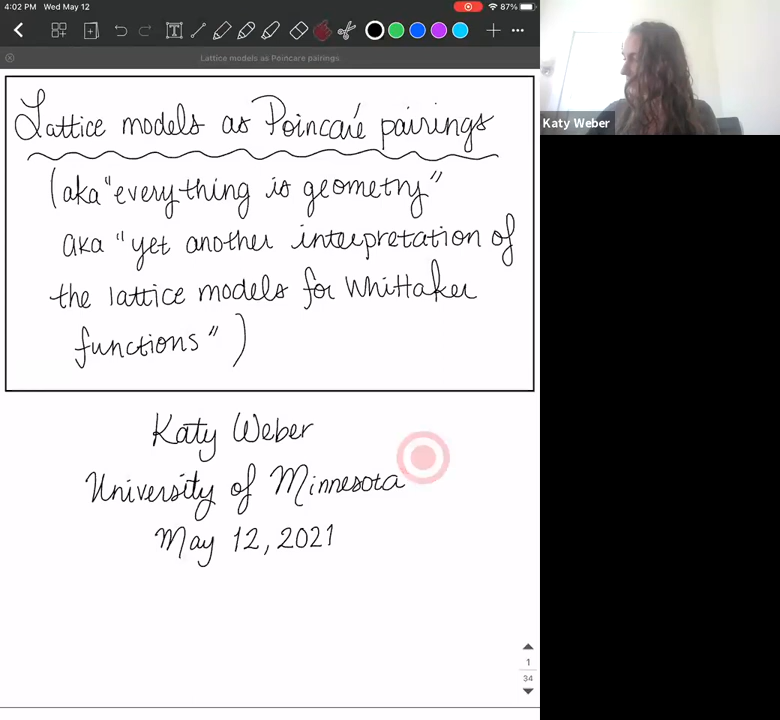 4:02 PM Wed May 12
87%
Lattice models as Poincare pairings
Lattice models as Poincaré pairings
(aka "everything is geometry"
aka "yet another interpretation of
the lattice models for Whittaker
functions")
Katy Weber
University of Minnesota
May 12, 2021
1
34
Katy Weber